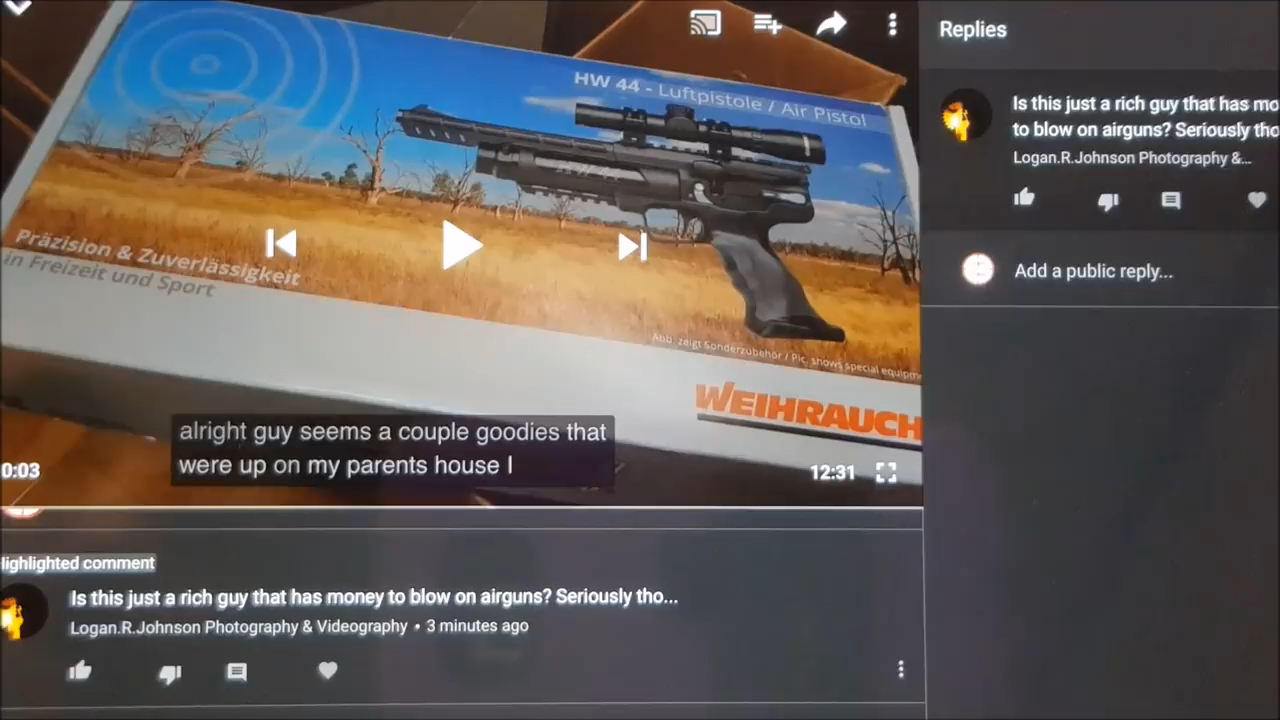 HW 44 - Luftpistole / Air Pistol
Präzision & Zuverlässigkeit
in Freizeit und Sport
Abb. zeigt Sonderzubehör / Pic. shows special equipm
WEIHRAUCH
alright guy seems a couple goodies that
were up on my parents house I
0:03
12:31
Highlighted comment
Is this just a rich guy that has money to blow on airguns? Seriously tho...
Logan.R.Johnson Photography & Videography • 3 minutes ago
Replies
Is this just a rich guy that has mo
to blow on airguns? Seriously tho
Logan.R.Johnson Photography &...
Add a public reply...